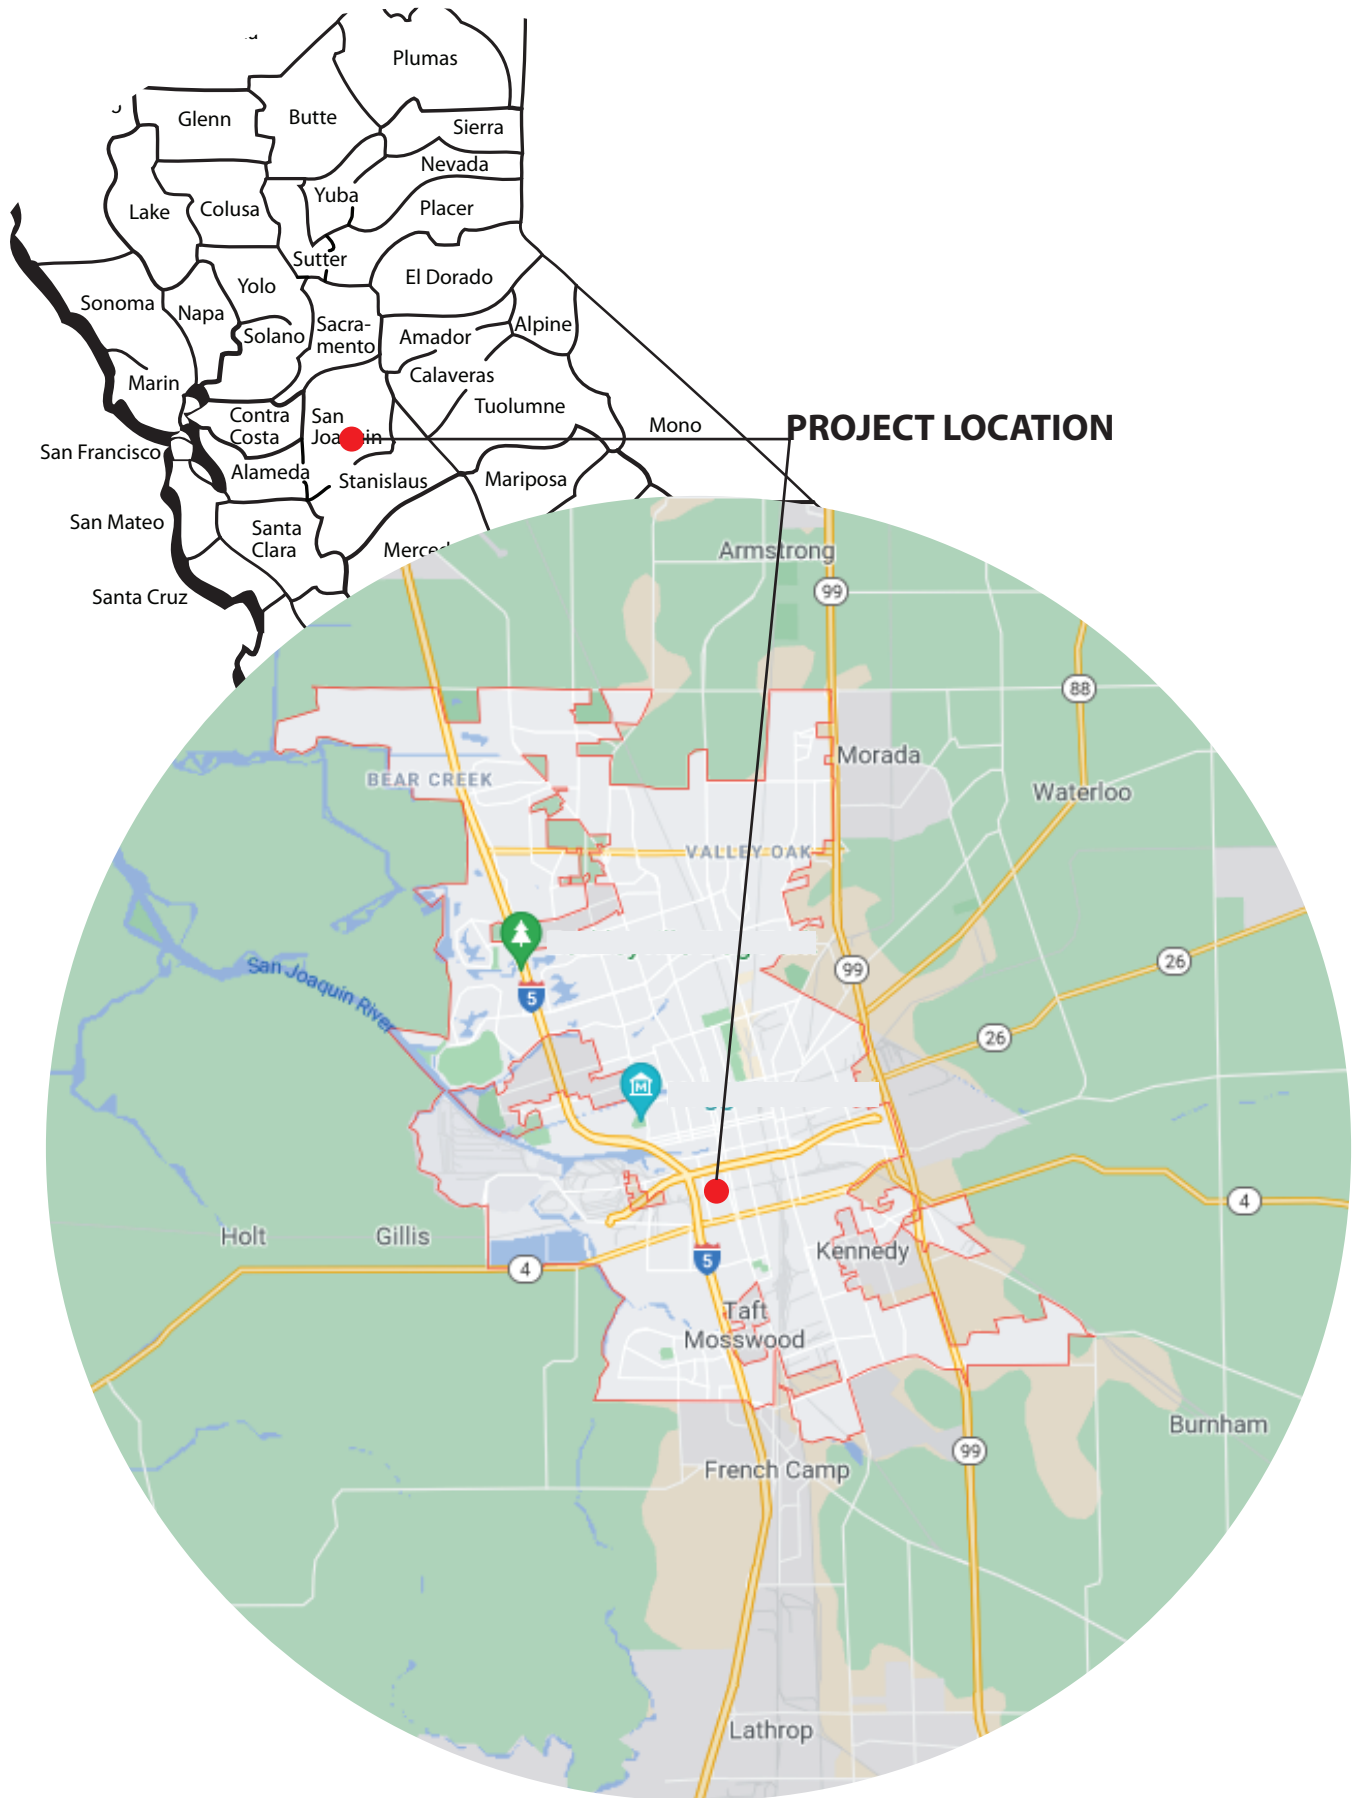 Plumas
Glenn
Butte
Sierra
Nevada
Yuba
Lake
Colusa
Placer
Sutter
El Dorado
Yolo
Sonoma
Napa
Solano
Sacra-
mento
Amador
Alpine
Marin
Calaveras
Contra
Costa
San
Joaquin
Tuolumne
Mono
PROJECT LOCATION
San Francisco
Alameda
Stanislaus
Mariposa
San Mateo
Santa
Clara
Merced
Santa Cruz
Armstrong
99
88
Morada
BEAR CREEK
Waterloo
VALLEY OAK
San Joaquin River
99
26
5
26
M
Holt
Gillis
4
4
5
Kennedy
Taft
Mosswood
Burnham
99
French Camp
Lathrop